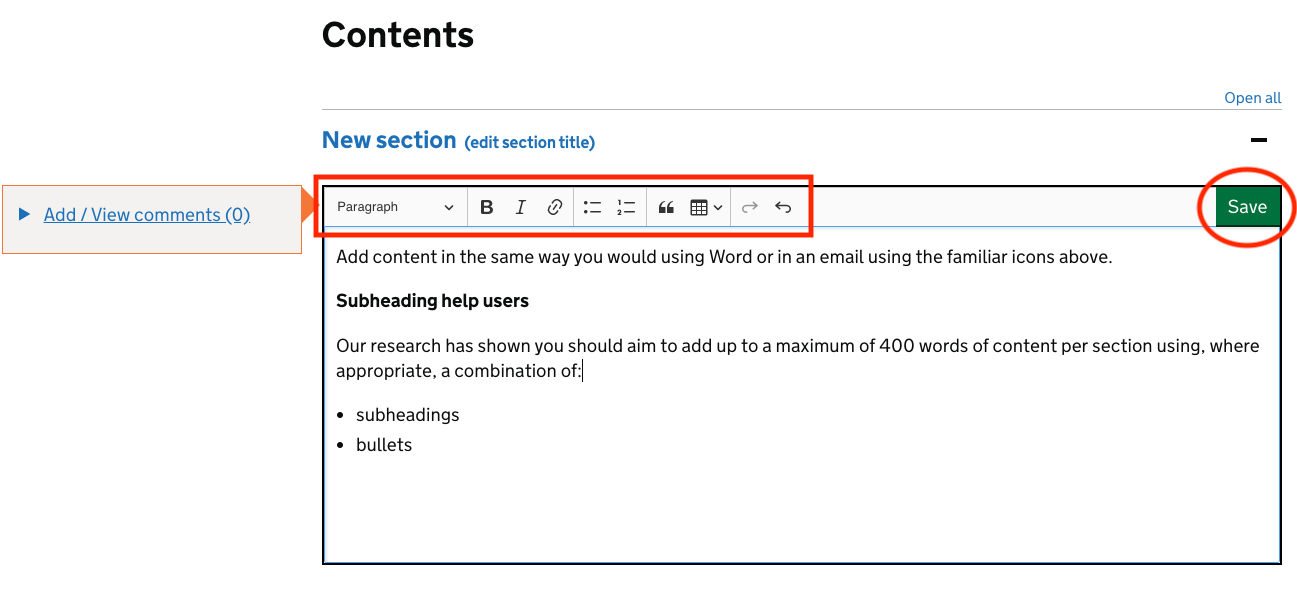 Contents
Open all
New section (edit section title)
Add / View comments (0)
Paragraph
B I
Save
Add content in the same way you would using Word or in an email using the familiar icons above.
Subheading help users
Our research has shown you should aim to add up to a maximum of 400 words of content per section using, where
appropriate, a combination of:
• subheadings
• bullets